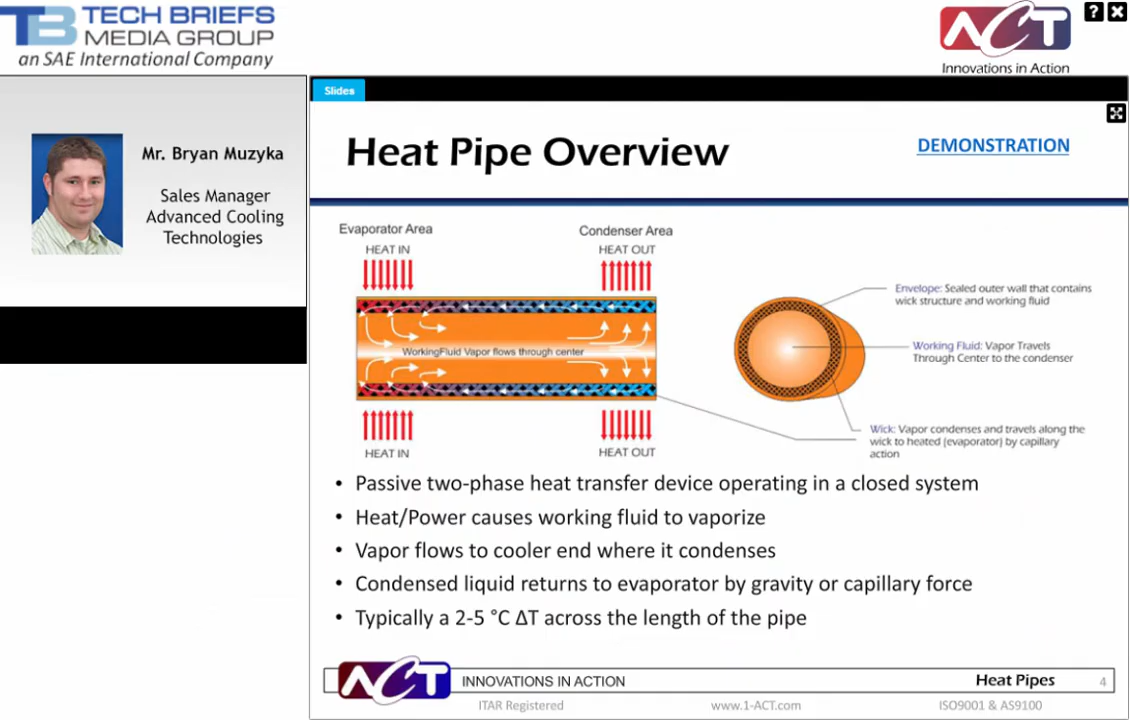 TB TECH BRIEFS
MEDIA GROUP
an SAE International Company
ACT
Innovations in Action
?
Mr. Bryan Muzyka
Sales Manager
Advanced Cooling
Technologies
Slides
Heat Pipe Overview
DEMONSTRATION
Evaporator Area
HEAT IN
Condenser Area
HEAT OUT
WorkingFluid Vapor flows through center
HEAT IN
HEAT OUT
Envelope: Sealed outer wall that contains
wick structure and working fluid
Working Fluid: Vapor Travels
Through Center to the condenser
Wick: Vapor condenses and travels along the
wick to heated (evaporator) by capillary
action
• Passive two-phase heat transfer device operating in a closed system
• Heat/Power causes working fluid to vaporize
• Vapor flows to cooler end where it condenses
• Condensed liquid returns to evaporator by gravity or capillary force
• Typically a 2-5 °C ΔT across the length of the pipe
ACT
INNOVATIONS IN ACTION
Heat Pipes
4
ITAR Registered
www.1-ACT.com
ISO9001 & AS9100